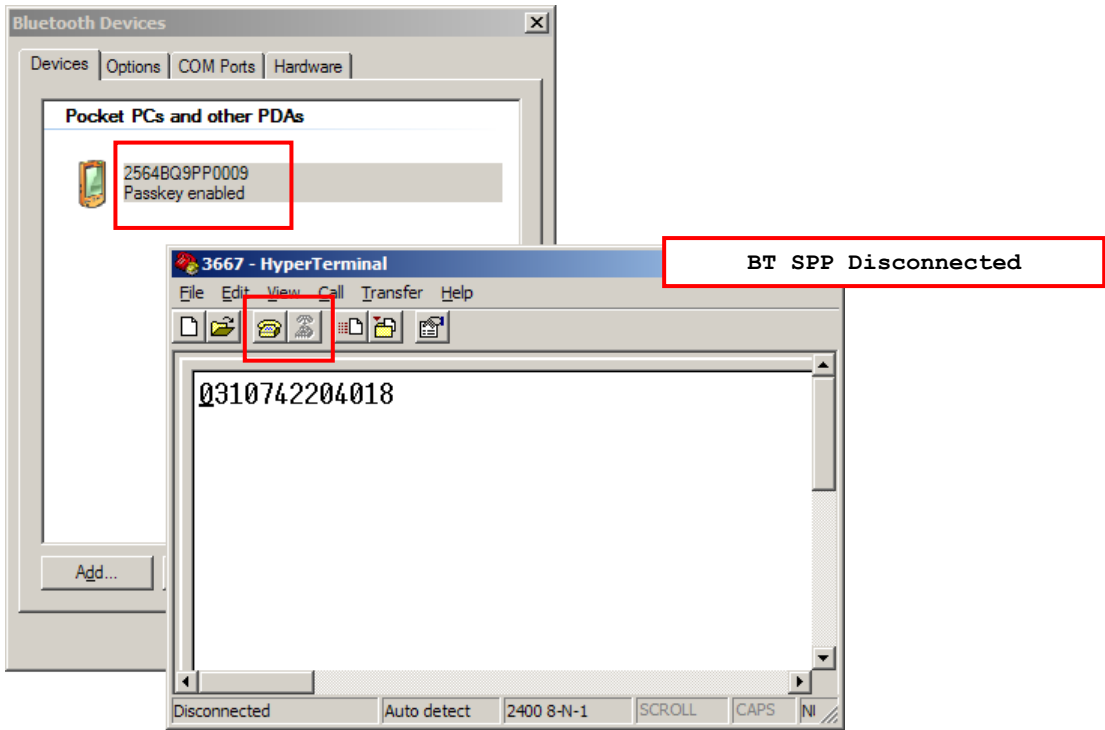 Bluetooth Devices
Devices Options COM Ports Hardware
Pocket PCs and other PDAs
2564BQ9PP0009
Passkey enabled
Add...
3667 - HyperTerminal
BT SPP Disconnected
File Edit View Call Transfer Help
0310742204018
Disconnected Auto detect 2400 8-N-1 SCROLL CAPS